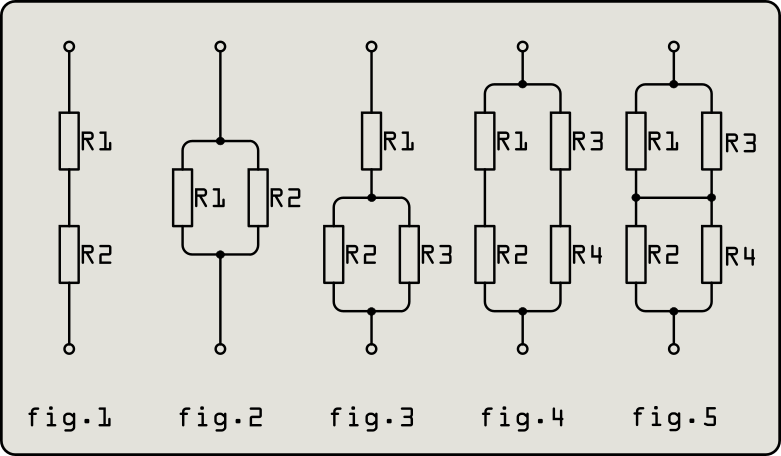 R1
R2
R1 R2
R1
R2 R3
R1 R3
R2 R4
R1 R3
R2 R4
fig.1 fig.2 fig.3 fig.4 fig.5